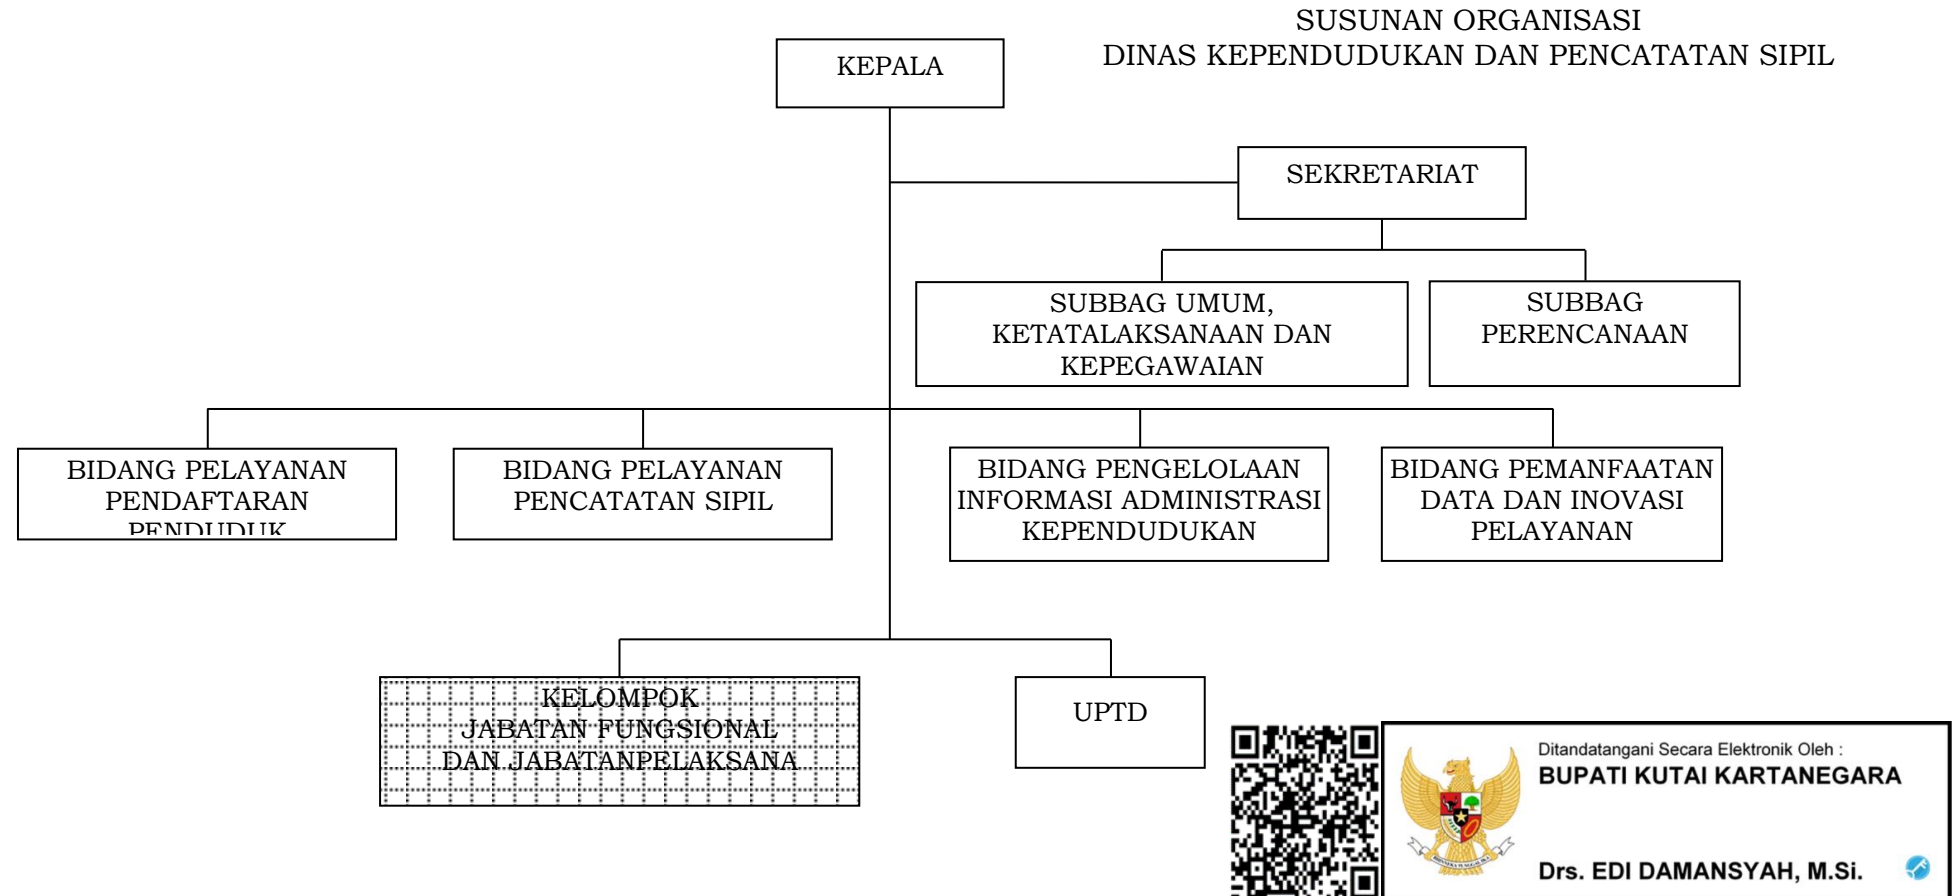 SUSUNAN ORGANISASI
DINAS KEPENDUDUKAN DAN PENCATATAN SIPIL
KEPALA
SEKRETARIAT
SUBBAG UMUM,
KETATALAKSANAAN DAN
KEPEGAWAIAN
SUBBAG
PERENCANAAN
BIDANG PELAYANAN
PENDAFTARAN
PENDUDUK
BIDANG PELAYANAN
PENCATATAN SIPIL
BIDANG PENGELOLAAN
INFORMASI ADMINISTRASI
KEPENDUDUKAN
BIDANG PEMANFAATAN
DATA DAN INOVASI
PELAYANAN
KELOMPOK
JABATAN FUNGSIONAL
DAN JABATANPELAKSANA
UPTD
Ditandatangani Secara Elektronik Oleh :
BUPATI KUTAI KARTANEGARA
Drs. EDI DAMANSYAH, M.Si.